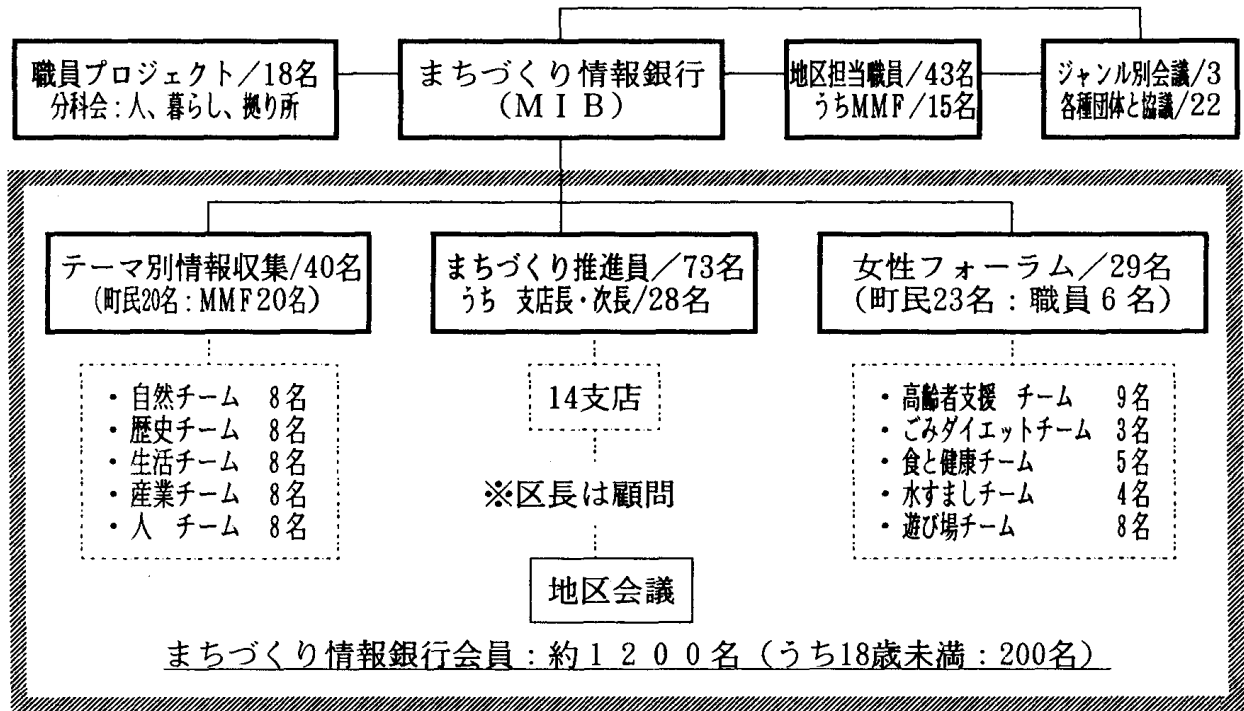 職員プロジェクト／18名
分科会：人、暮らし、拠り所
まちづくり情報銀行
(ＭＩＢ)
地区担当職員／43名
うちMMF／15名
ジャンル別会議/3
各種団体と協議/22
テーマ別情報収集/40名
(町民20名：MMF20名)
まちづくり推進員／73名
うち　支店長・次長/28名
女性フォーラム／29名
(町民23名：職員６名)
・自然チーム　8名
・歴史チーム　8名
・生活チーム　8名
・産業チーム　8名
・人　チーム　8名
14支店
※区長は顧問
地区会議
・高齢者支援　チーム　9名
・ごみダイエットチーム　3名
・食と健康チーム　5名
・水すましチーム　4名
・遊び場チーム　8名
まちづくり情報銀行会員：約１２００名（うち18歳未満：200名）